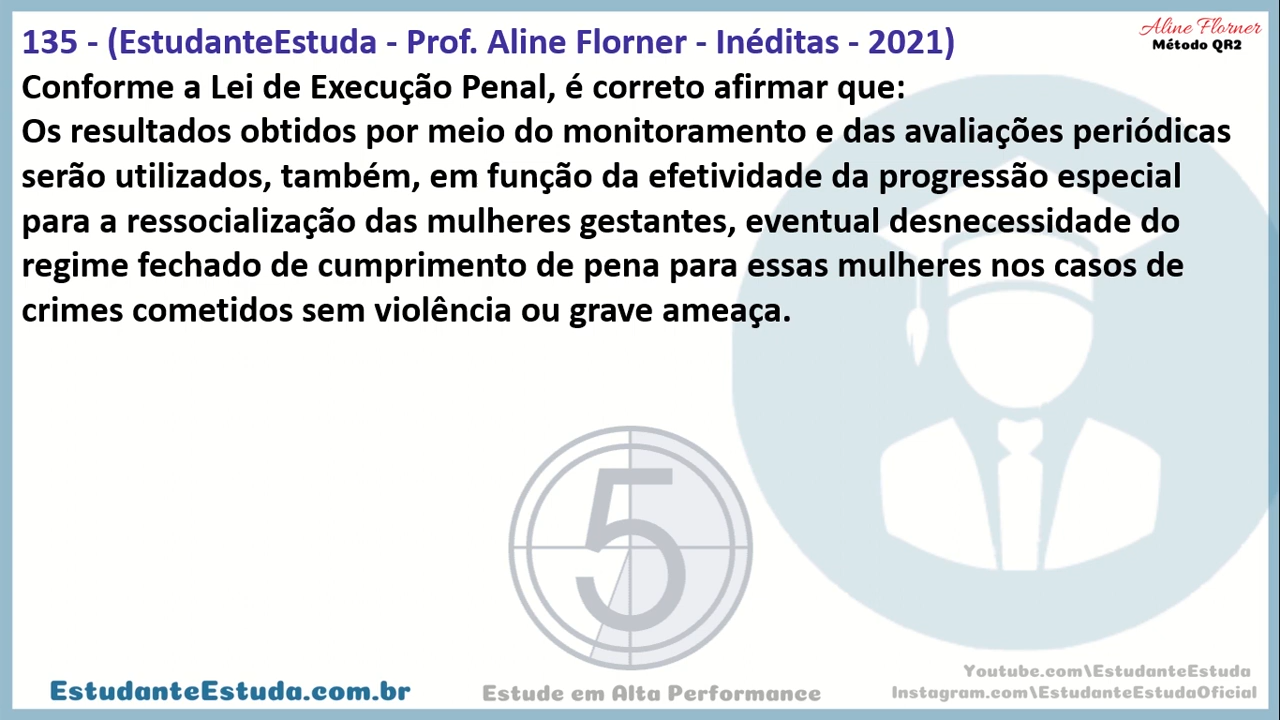 Aline Florner
Método QR2
135 - (EstudanteEstuda - Prof. Aline Florner - Inéditas - 2021)
Conforme a Lei de Execução Penal, é correto afirmar que:
Os resultados obtidos por meio do monitoramento e das avaliações periódicas
serão utilizados, também, em função da efetividade da progressão especial
para a ressocialização das mulheres gestantes, eventual desnecessidade do
regime fechado de cumprimento de pena para essas mulheres nos casos de
crimes cometidos sem violência ou grave ameaça.
5
EstudanteEstuda.com.br
Estude em Alta Performance
Youtube.com\EstudanteEstuda
Instagram.com\EstudanteEstudaOficial